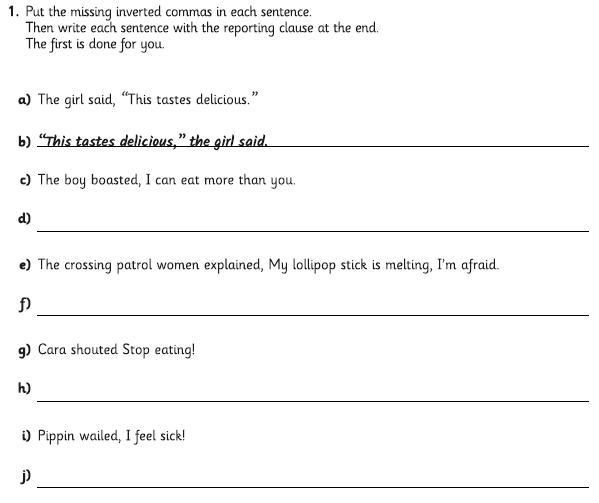 1. Put the missing inverted commas in each sentence.
Then write each sentence with the reporting clause at the end.
The first is done for you.
a) The girl said, “This tastes delicious.”
b) “This tastes delicious,” the girl said.
c) The boy boasted, I can eat more than you.
d)
e) The crossing patrol women explained, My lollipop stick is melting, I’m afraid.
f)
g) Cara shouted Stop eating!
h)
i) Pippin wailed, I feel sick!
j)